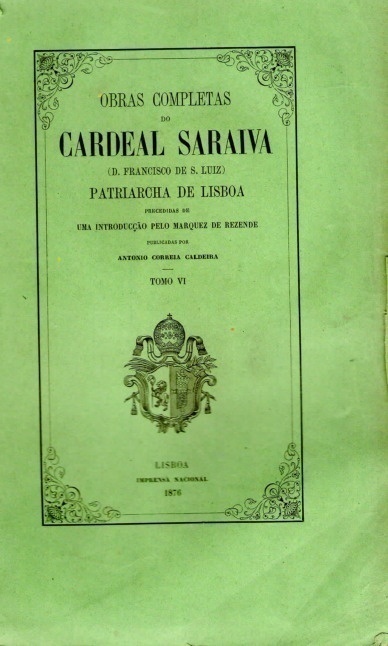 OBRAS COMPLETAS
DO
CARDEAL SARAIVA
(D. FRANCISCO DE S. LUIZ)
PATRIARCHA DE LISBOA
PRECEDIDAS DE
UMA INTRODUCÇÃO PELO MARQUEZ DE REZENDE
PUBLICADAS POR
ANTONIO CORREIA CALDEIRA
TOMO VI
LISBOA
IMPRENSA NACIONAL
1876